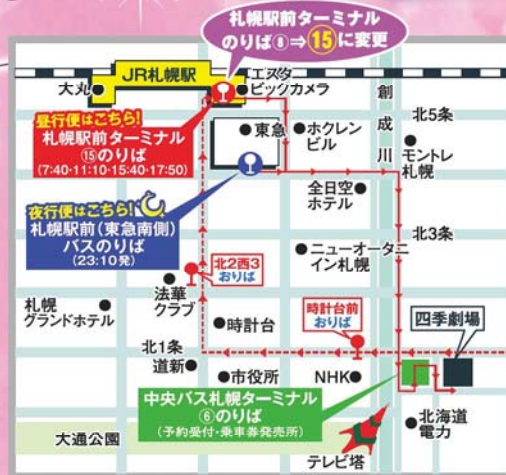 札幌駅前ターミナル
のりば⑧⇒⑮に変更
JR札幌駅
大丸
エスタ
ビックカメラ
創成川
北5条
昼行便はこちら!
札幌駅前ターミナル
⑮のりば
(7:40・11:10・15:40・17:50)
東急
ホクレン
ビル
モントレ
札幌
全日空
ホテル
夜行便はこちら!
札幌駅前(東急南側)
バスのりば
(23:10発)
北3条
ニューオータニ
イン札幌
北2西3
おりば
法華
クラブ
札幌
グランドホテル
時計台
時計台前
おりば
四季劇場
北1条
道新
市役所
NHK
中央バス札幌ターミナル
⑥のりば
(予約受付・乗車券発売所)
北海道
電力
大通公園
テレビ塔